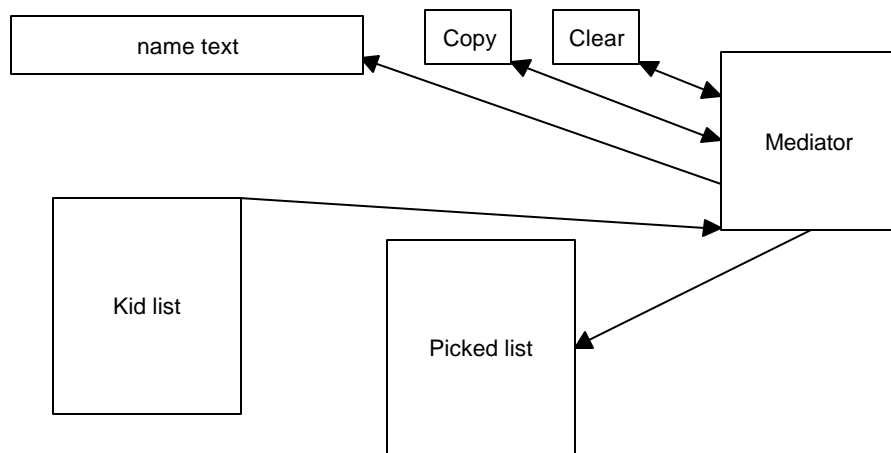 name text
Copy
Clear
Mediator
Kid list
Picked list